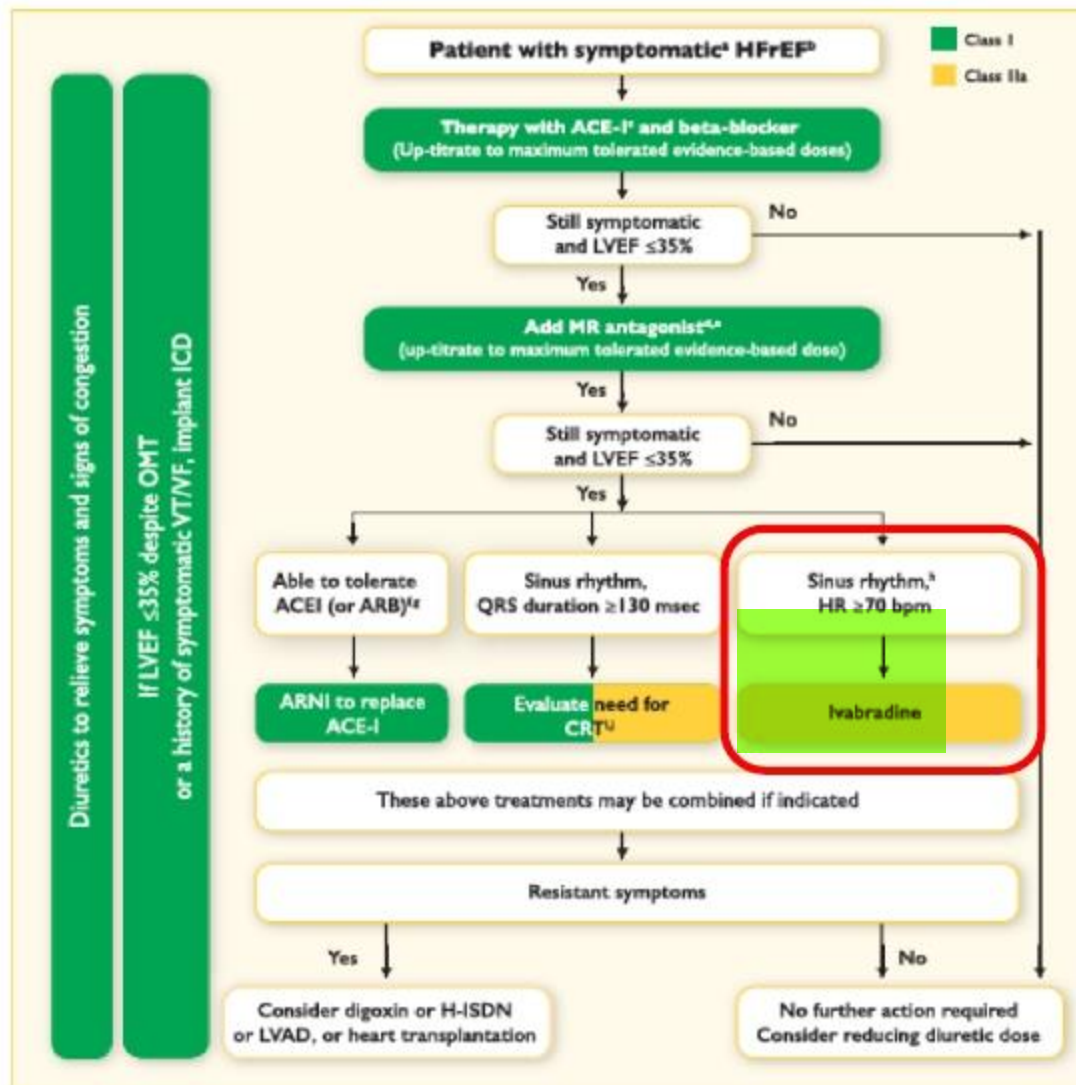 Patient with symptomaticᵃ HFrEFᵇ
Class I
Class IIa
Therapy with ACE-Iᶜ and beta-blocker
(Up-titrate to maximum tolerated evidence-based doses)
Still symptomatic
and LVEF ≤35%
No
Yes
Add MR antagonistᵈ,ᵉ
(up-titrate to maximum tolerated evidence-based dose)
Yes
Still symptomatic
and LVEF ≤35%
No
Yes
Able to tolerate
ACEI (or ARB)ᶠ,ᵍ
Sinus rhythm,
QRS duration ≥130 msec
Sinus rhythm,ʰ
HR ≥70 bpm
ARNI to replace
ACE-I
Evaluate need for
CRTⁱ,ʲ
Ivabradine
These above treatments may be combined if indicated
Resistant symptoms
Yes
No
Consider digoxin or H-ISDN
or LVAD, or heart transplantation
No further action required
Consider reducing diuretic dose
Diuretics to relieve symptoms and signs of congestion
If LVEF ≤35% despite OMT
or a history of symptomatic VT/VF, implant ICD